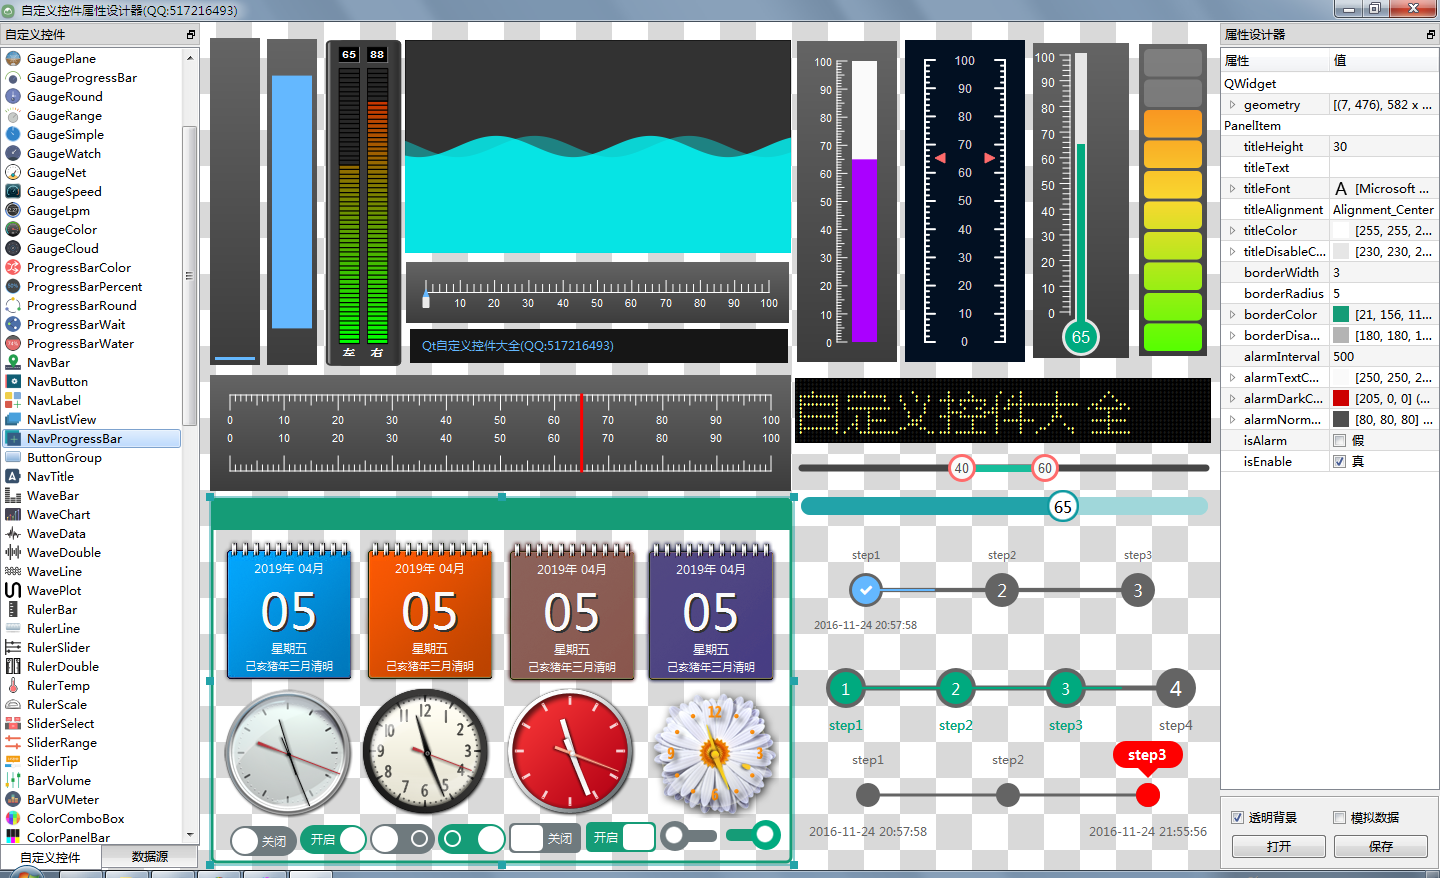 自定义控件属性设计器(QQ:517216493)
自定义控件
GaugePlane
GaugeProgressBar
GaugeRound
GaugeRange
GaugeSimple
GaugeWatch
GaugeNet
GaugeSpeed
GaugeLpm
GaugeColor
GaugeCloud
ProgressBarColor
ProgressBarPercent
ProgressBarRound
ProgressBarWait
ProgressBarWater
NavBar
NavButton
NavLabel
NavListView
NavProgressBar
ButtonGroup
NavTitle
WaveBar
WaveChart
WaveData
WaveDouble
WaveLine
WavePlot
RulerBar
RulerLine
RulerSlider
RulerDouble
RulerTemp
RulerScale
SliderSelect
SliderRange
SliderTip
BarVolume
BarVUMeter
ColorComboBox
ColorPanelBar
自定义控件 数据源
65 88
左 右
10 20 30 40 50 60 70 80 90 100
Qt自定义控件大全(QQ:517216493)
100
90
80
70
60
50
40
30
20
10
0
100
90
80
70
60
50
40
30
20
10
0
100
90
80
70
60
50
40
30
20
10
0
65
0 10 20 30 40 50 60 70 80 90 100
0 10 20 30 40 50 60 70 80 90 100
自定义控件大全
40 60
65
2019年 04月
05
星期五
己亥猪年三月清明
2019年 04月
05
星期五
己亥猪年三月清明
2019年 04月
05
星期五
己亥猪年三月清明
2019年 04月
05
星期五
己亥猪年三月清明
12
1
2
3
4
5
6
7
8
9
10
11
12
3
6
9
关闭 开启 关闭 开启
step1 step2 step3
2 3
2016-11-24 20:57:58
1 2 3 4
step1 step2 step3 step4
step1 step2 step3
2016-11-24 20:57:58 2016-11-24 21:55:56
属性设计器
属性 值
QWidget
geometry [(7, 476), 582 x ...
PanelItem
titleHeight 30
titleText
titleFont A [Microsoft ...
titleAlignment Alignment_Center
titleColor [255, 255, 2...
titleDisableC... [230, 230, 2...
borderWidth 3
borderRadius 5
borderColor [21, 156, 11...
borderDisa... [180, 180, 1...
alarmInterval 500
alarmTextC... [250, 250, 2...
alarmDarkC... [205, 0, 0] (...
alarmNorm... [80, 80, 80] ...
isAlarm 假
isEnable 真
透明背景 模拟数据
打开 保存